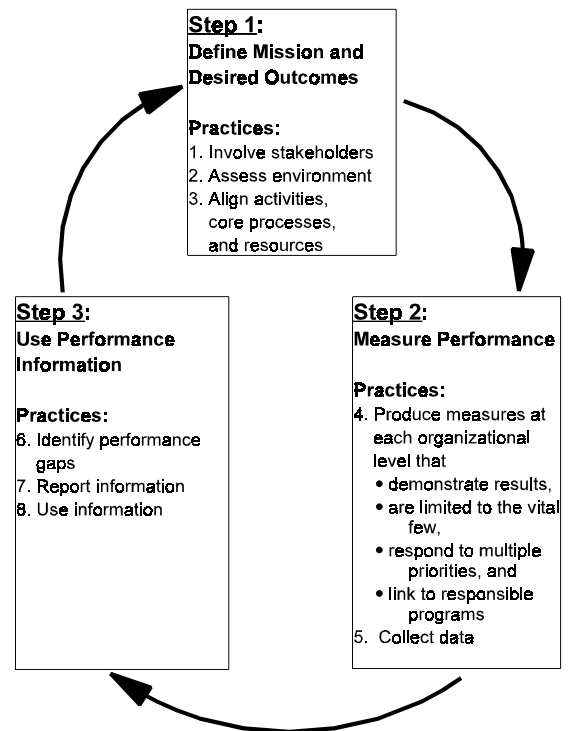 Step 1:
Define Mission and
Desired Outcomes
Practices:
1. Involve stakeholders
2. Assess environment
3. Align activities,
core processes,
and resources
Step 2:
Measure Performance
Practices:
4. Produce measures at
each organizational
level that
• demonstrate results,
• are limited to the vital
few,
• respond to multiple
priorities, and
• link to responsible
programs
5. Collect data
Step 3:
Use Performance
Information
Practices:
6. Identify performance
gaps
7. Report information
8. Use information